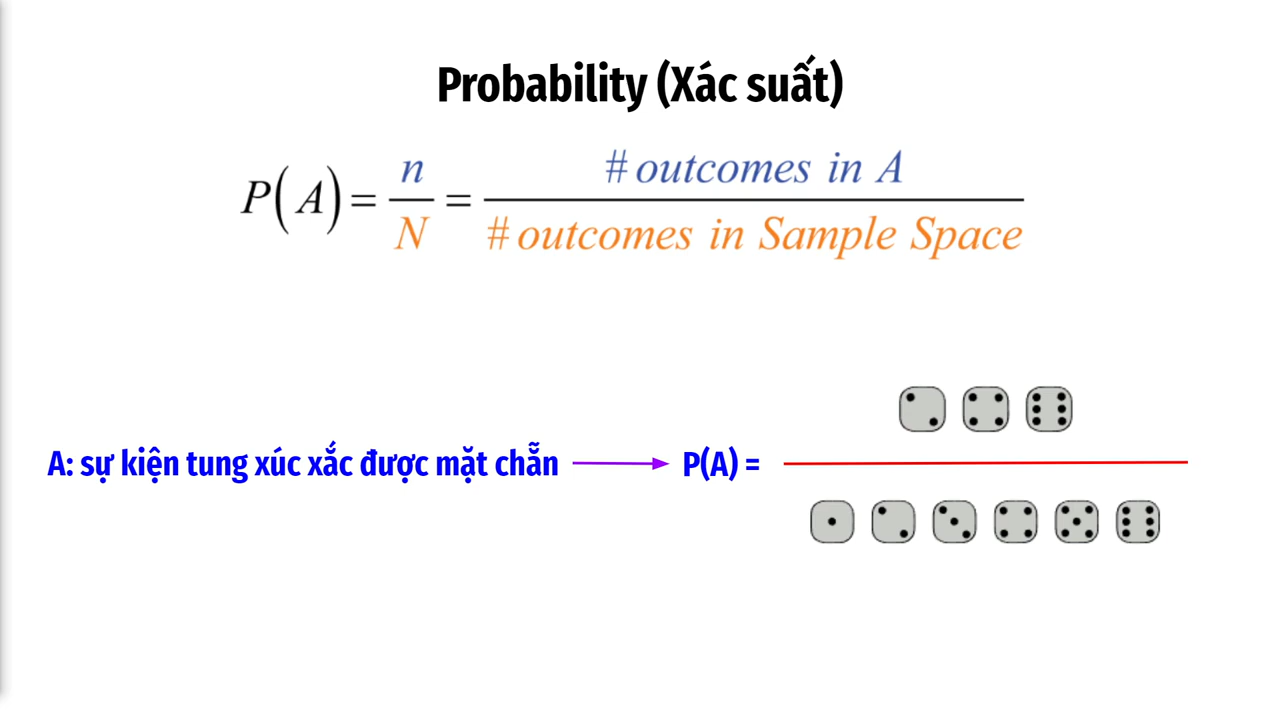 Probability (Xác suất)
P(A) = n/N = # outcomes in A / # outcomes in Sample Space
A: sự kiện tung xúc xắc được mặt chẵn
P(A) =